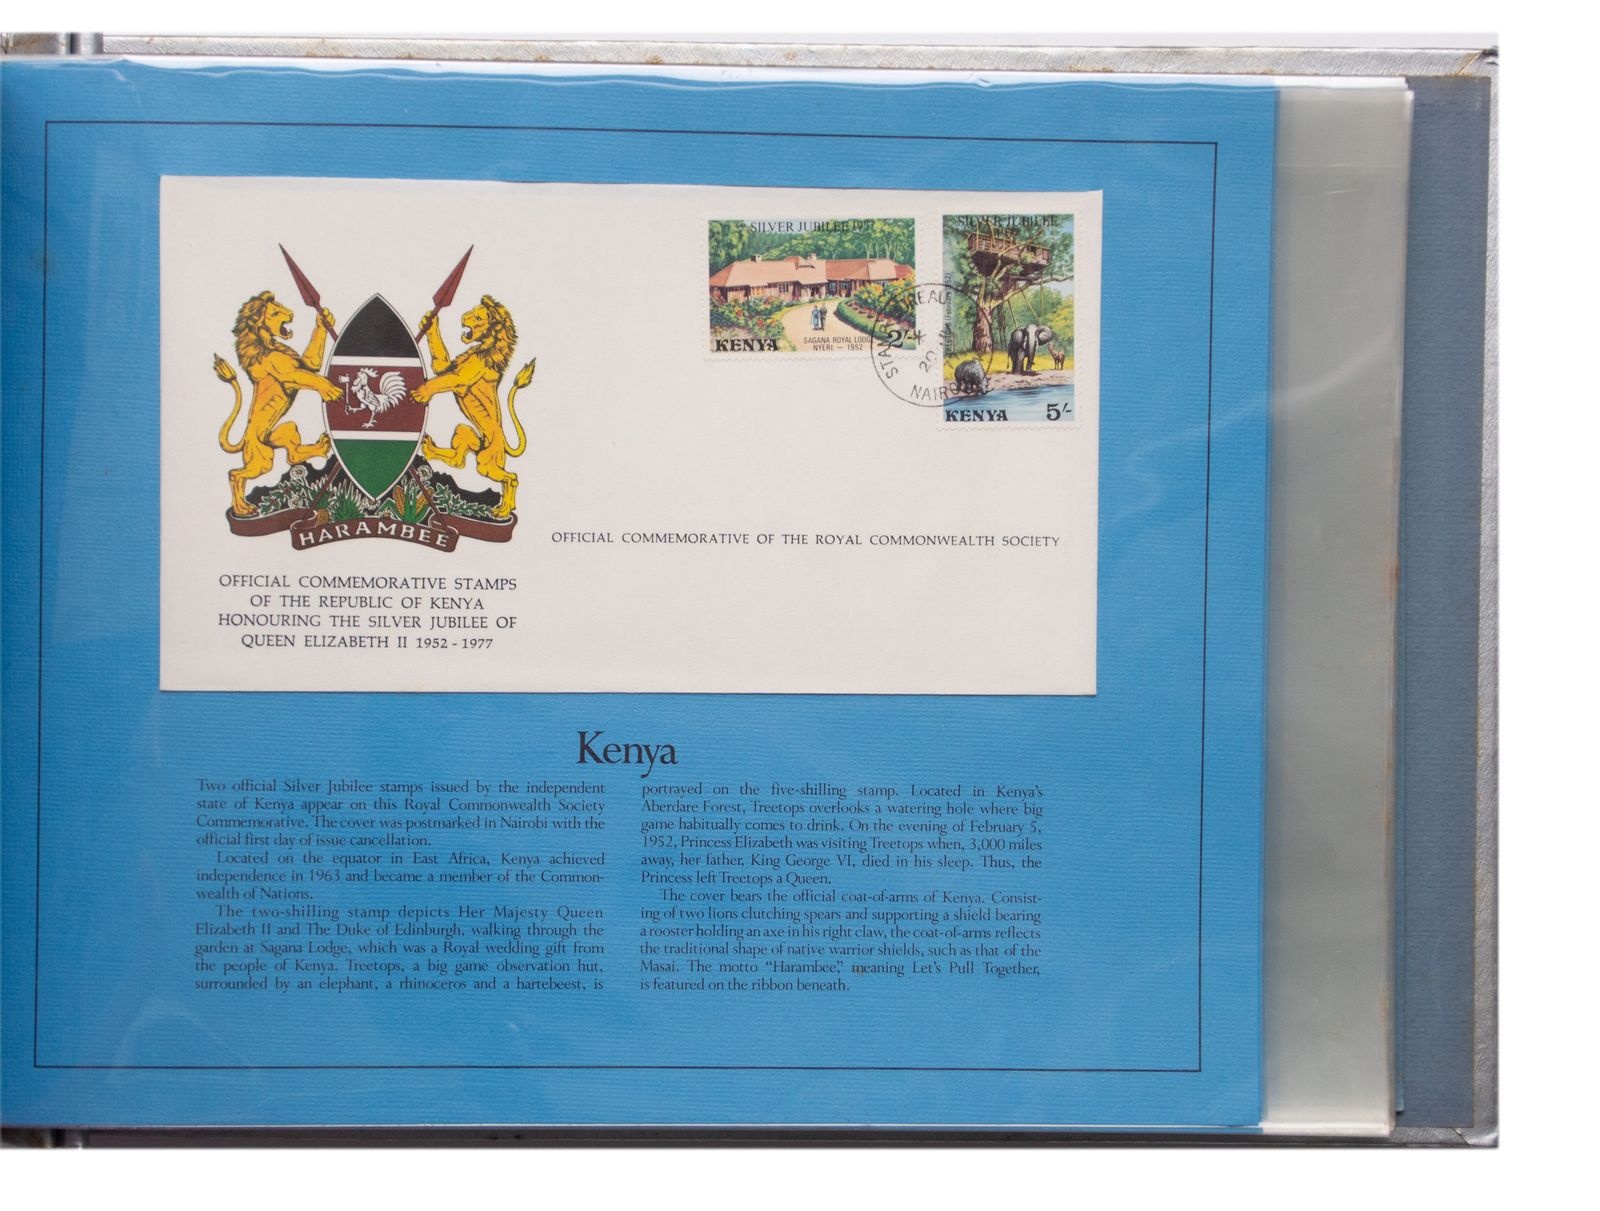 SILVER JUBILEE 1977
SAGANA ROYAL LODGE
NYERI — 1952
KENYA
2/-
SILVER JUBILEE
KENYA
5/-
NAIROBI
HARAMBEE
OFFICIAL COMMEMORATIVE OF THE ROYAL COMMONWEALTH SOCIETY
OFFICIAL COMMEMORATIVE STAMPS
OF THE REPUBLIC OF KENYA
HONOURING THE SILVER JUBILEE OF
QUEEN ELIZABETH II 1952 - 1977
Kenya
Two official Silver Jubilee stamps issued by the independent
state of Kenya appear on this Royal Commonwealth Society
Commemorative. The cover was postmarked in Nairobi with the
official first day of issue cancellation.
Located on the equator in East Africa, Kenya achieved
independence in 1963 and became a member of the Common-
wealth of Nations.
The two-shilling stamp depicts Her Majesty Queen
Elizabeth II and The Duke of Edinburgh, walking through the
garden at Sagana Lodge, which was a Royal wedding gift from
the people of Kenya. Treetops, a big game observation hut,
surrounded by an elephant, a rhinoceros and a hartebeest, is
portrayed on the five-shilling stamp. Located in Kenya's
Aberdare Forest, Treetops overlooks a watering hole where big
game habitually comes to drink. On the evening of February 5,
1952, Princess Elizabeth was visiting Treetops when, 3,000 miles
away, her father, King George VI, died in his sleep. Thus, the
Princess left Treetops a Queen.
The cover bears the official coat-of-arms of Kenya. Consist-
ing of two lions clutching spears and supporting a shield bearing
a rooster holding an axe in his right claw, the coat-of-arms reflects
the traditional shape of native warrior shields, such as that of the
Masai. The motto "Harambee," meaning Let's Pull Together,
is featured on the ribbon beneath.